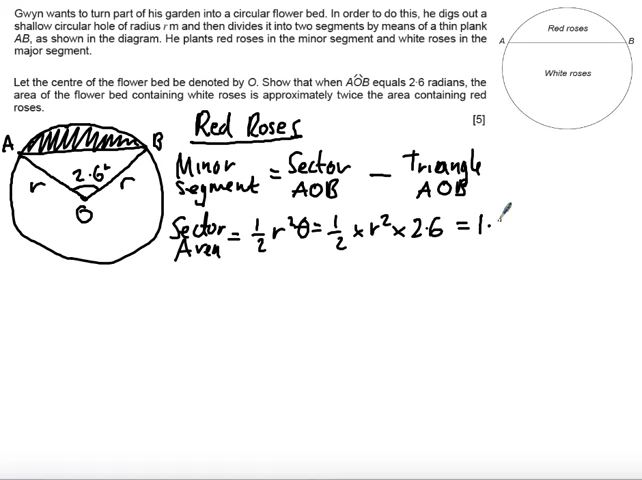 Gwyn wants to turn part of his garden into a circular flower bed. In order to do this, he digs out a
shallow circular hole of radius r m and then divides it into two segments by means of a thin plank
AB, as shown in the diagram. He plants red roses in the minor segment and white roses in the
major segment.
Let the centre of the flower bed be denoted by O. Show that when AÔB equals 2·6 radians, the
area of the flower bed containing white roses is approximately twice the area containing red
roses.
[5]
Red roses
A
B
White roses
A
B
r
2·6ᶜ
r
O
Red Roses
Minor Segment = Sector AOB − Triangle AOB
Sector Area = 1/2 r²θ = 1/2 × r² × 2·6 = 1·